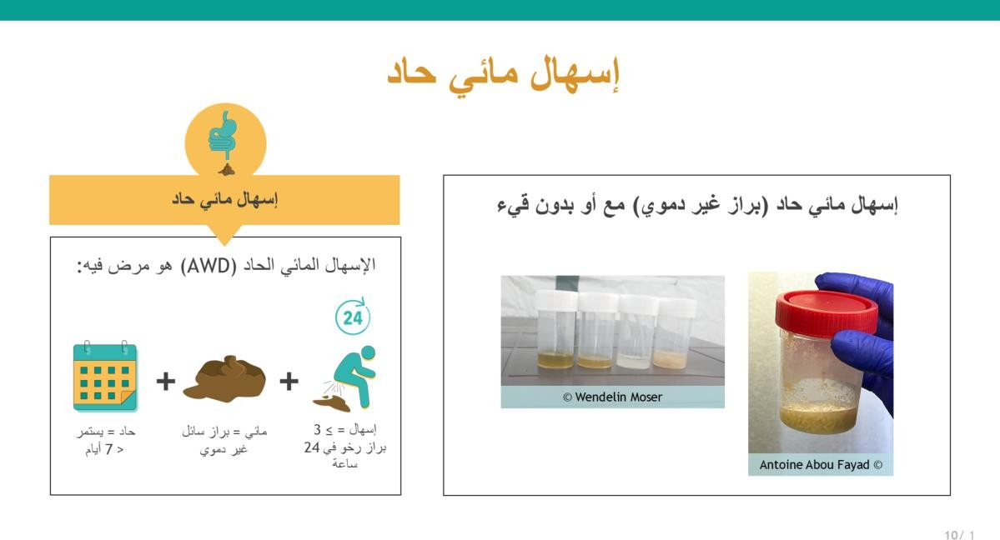 إسهال مائي حاد
إسهال مائي حاد (براز غير دموي) مع أو بدون قيء
© Wendelin Moser
Antoine Abou Fayad ©
إسهال مائي حاد
الإسهال المائي الحاد (AWD) هو مرض فيه:
24
+
+
إسهال = ≥ 3
براز رخو في 24
ساعة
مائي = براز سائل
غير دموي
حاد = يستمر
< 7 أيام
10/ 1